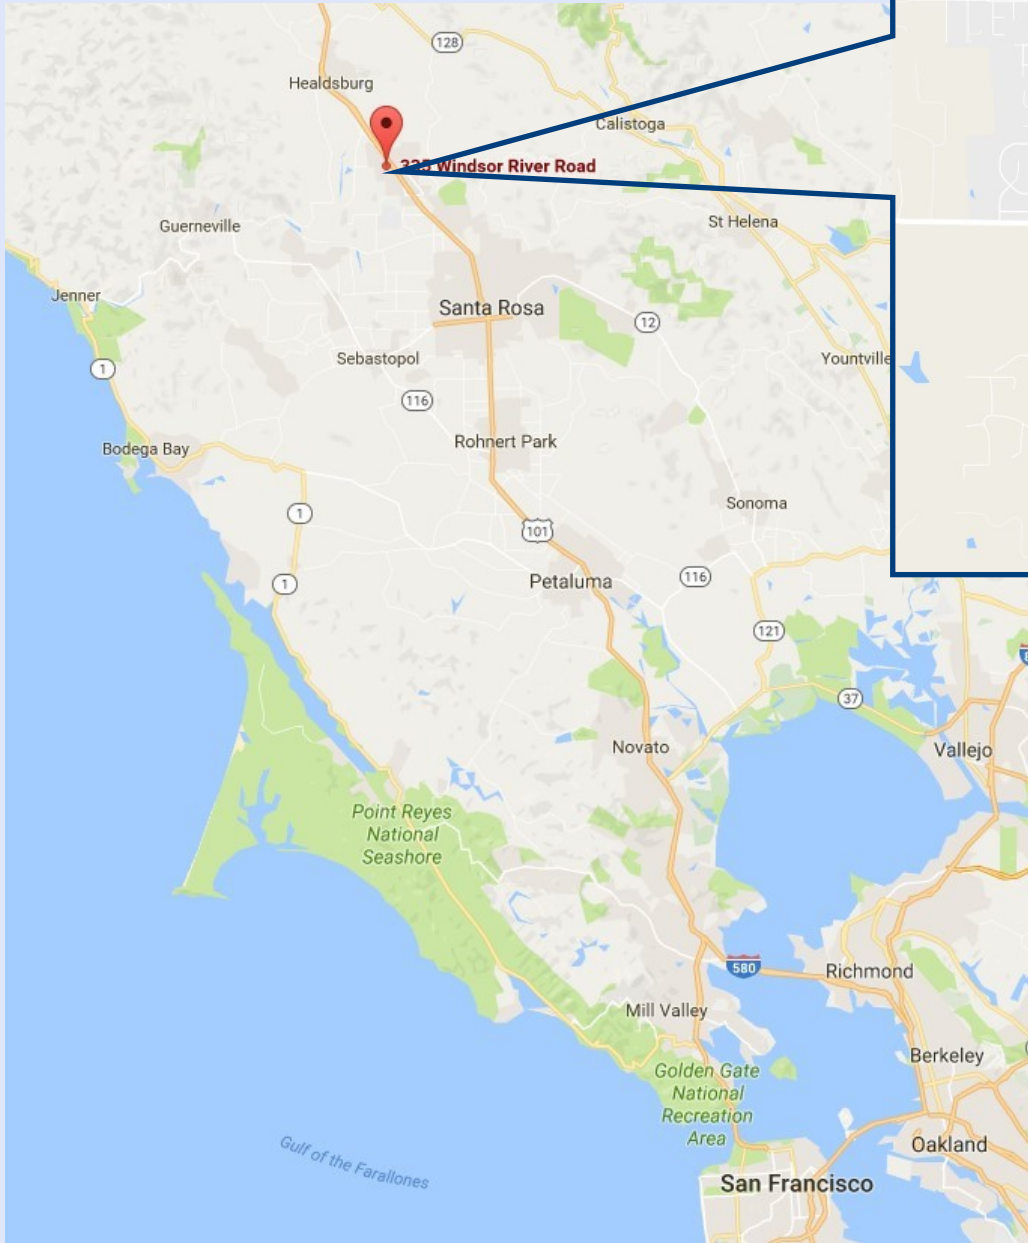 128
Healdsburg
Calistoga
335 Windsor River Road
St Helena
Guerneville
Jenner
Santa Rosa
12
Sebastopol
Yountville
1
116
Rohnert Park
Bodega Bay
Sonoma
1
101
116
Petaluma
1
121
37
Novato
Vallejo
Point Reyes
National
Seashore
580
Richmond
Mill Valley
Berkeley
Golden Gate
National
Recreation
Area
Gulf of the Farallones
Oakland
San Francisco